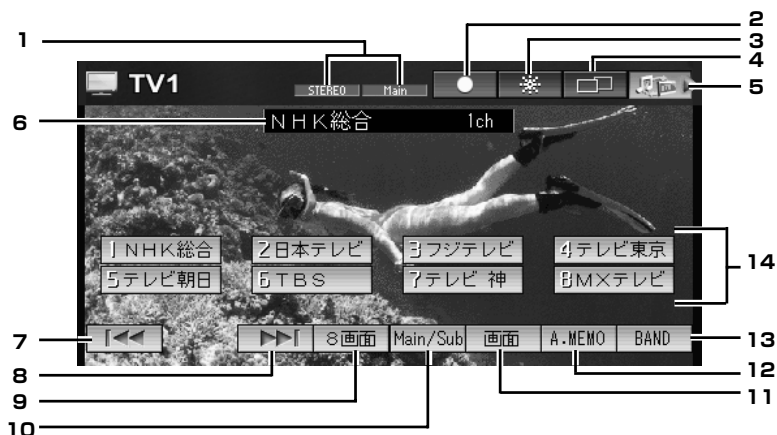 1
2
3
4
5
TV1
STEREO
Main
6
NHK総合 1ch
1NHK総合
2日本テレビ
3フジテレビ
4テレビ東京
5テレビ朝日
6TBS
7テレビ 神
8MXテレビ
14
7
8画面
Main/Sub
画面
A.MEMO
BAND
13
8
9
10
11
12